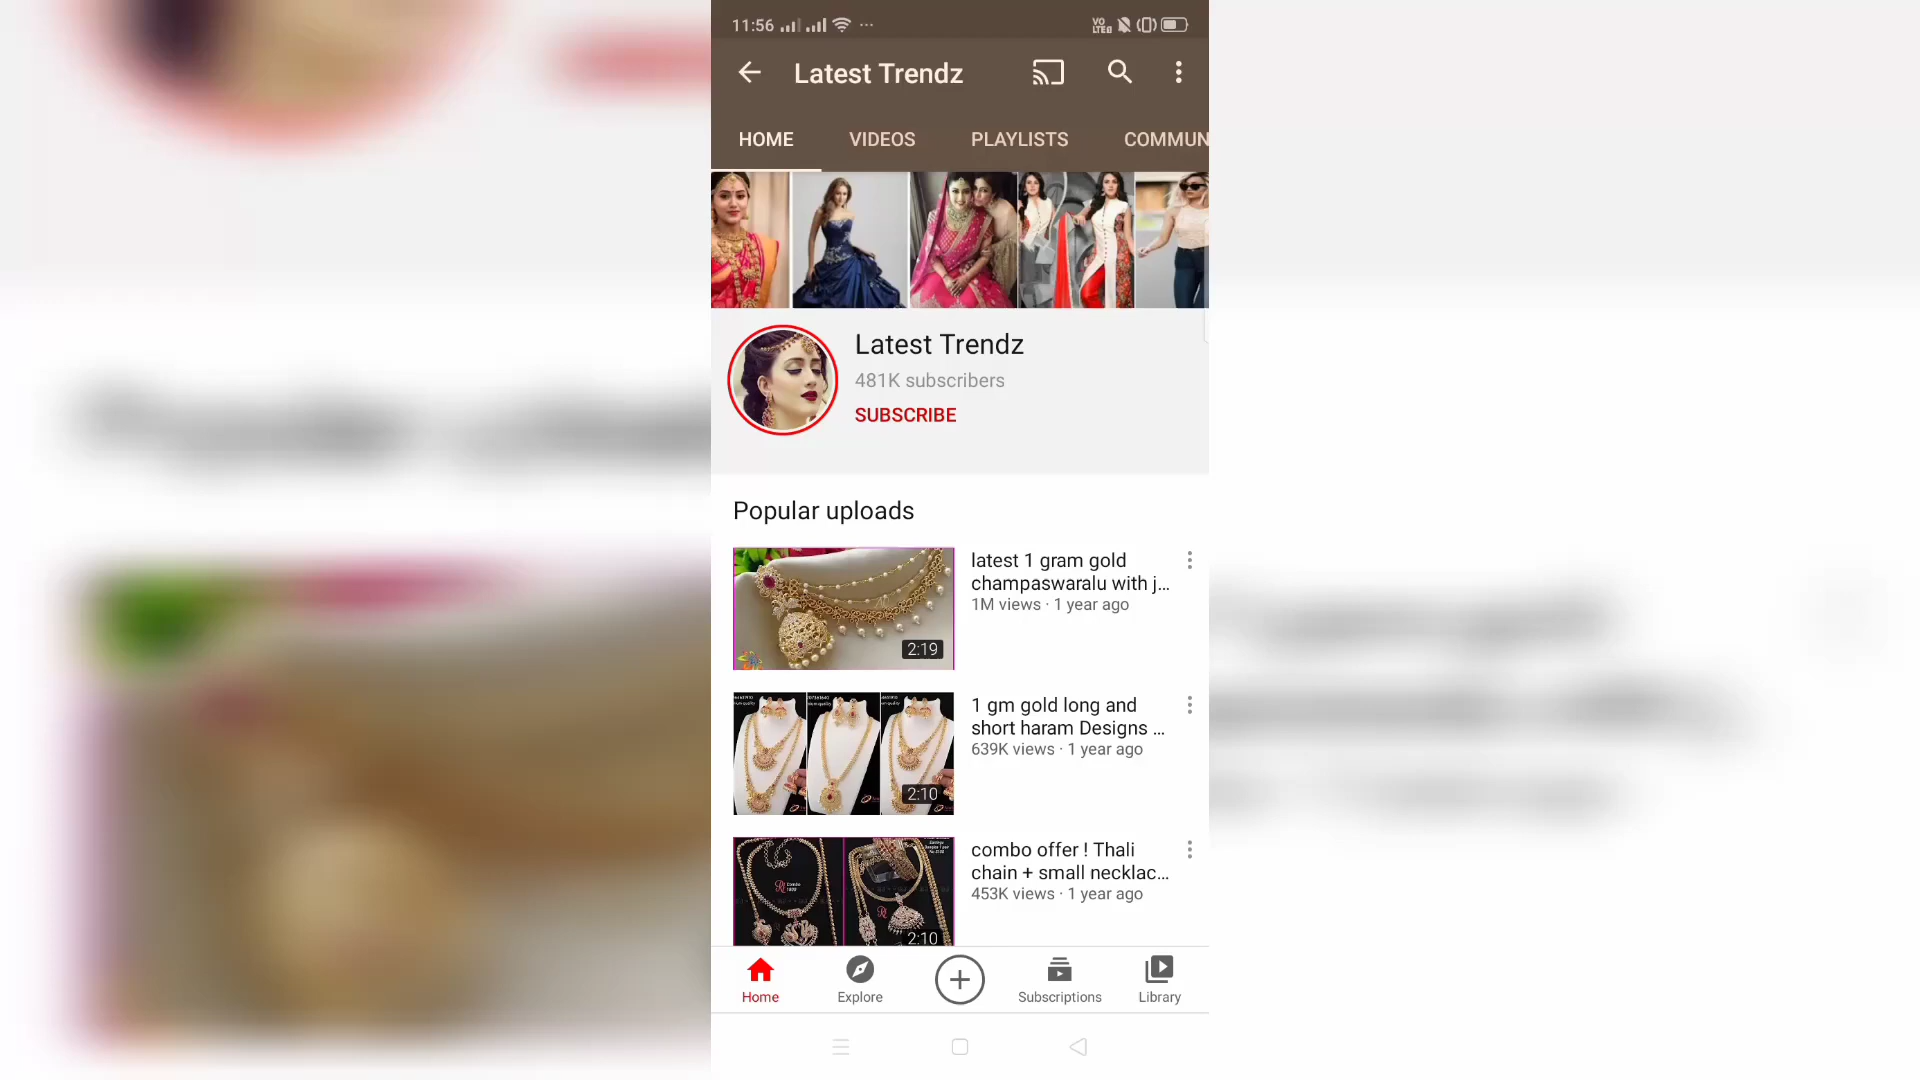 11:56
VO
LTE
Latest Trendz
HOME VIDEOS PLAYLISTS COMMUN
Latest Trendz
481K subscribers
SUBSCRIBE
Popular uploads
latest 1 gram gold
champaswaralu with j...
1M views · 1 year ago
2:19
1 gm gold long and
short haram Designs ...
639K views · 1 year ago
2:10
combo offer ! Thali
chain + small necklac...
453K views · 1 year ago
2:10
Home Explore Subscriptions Library